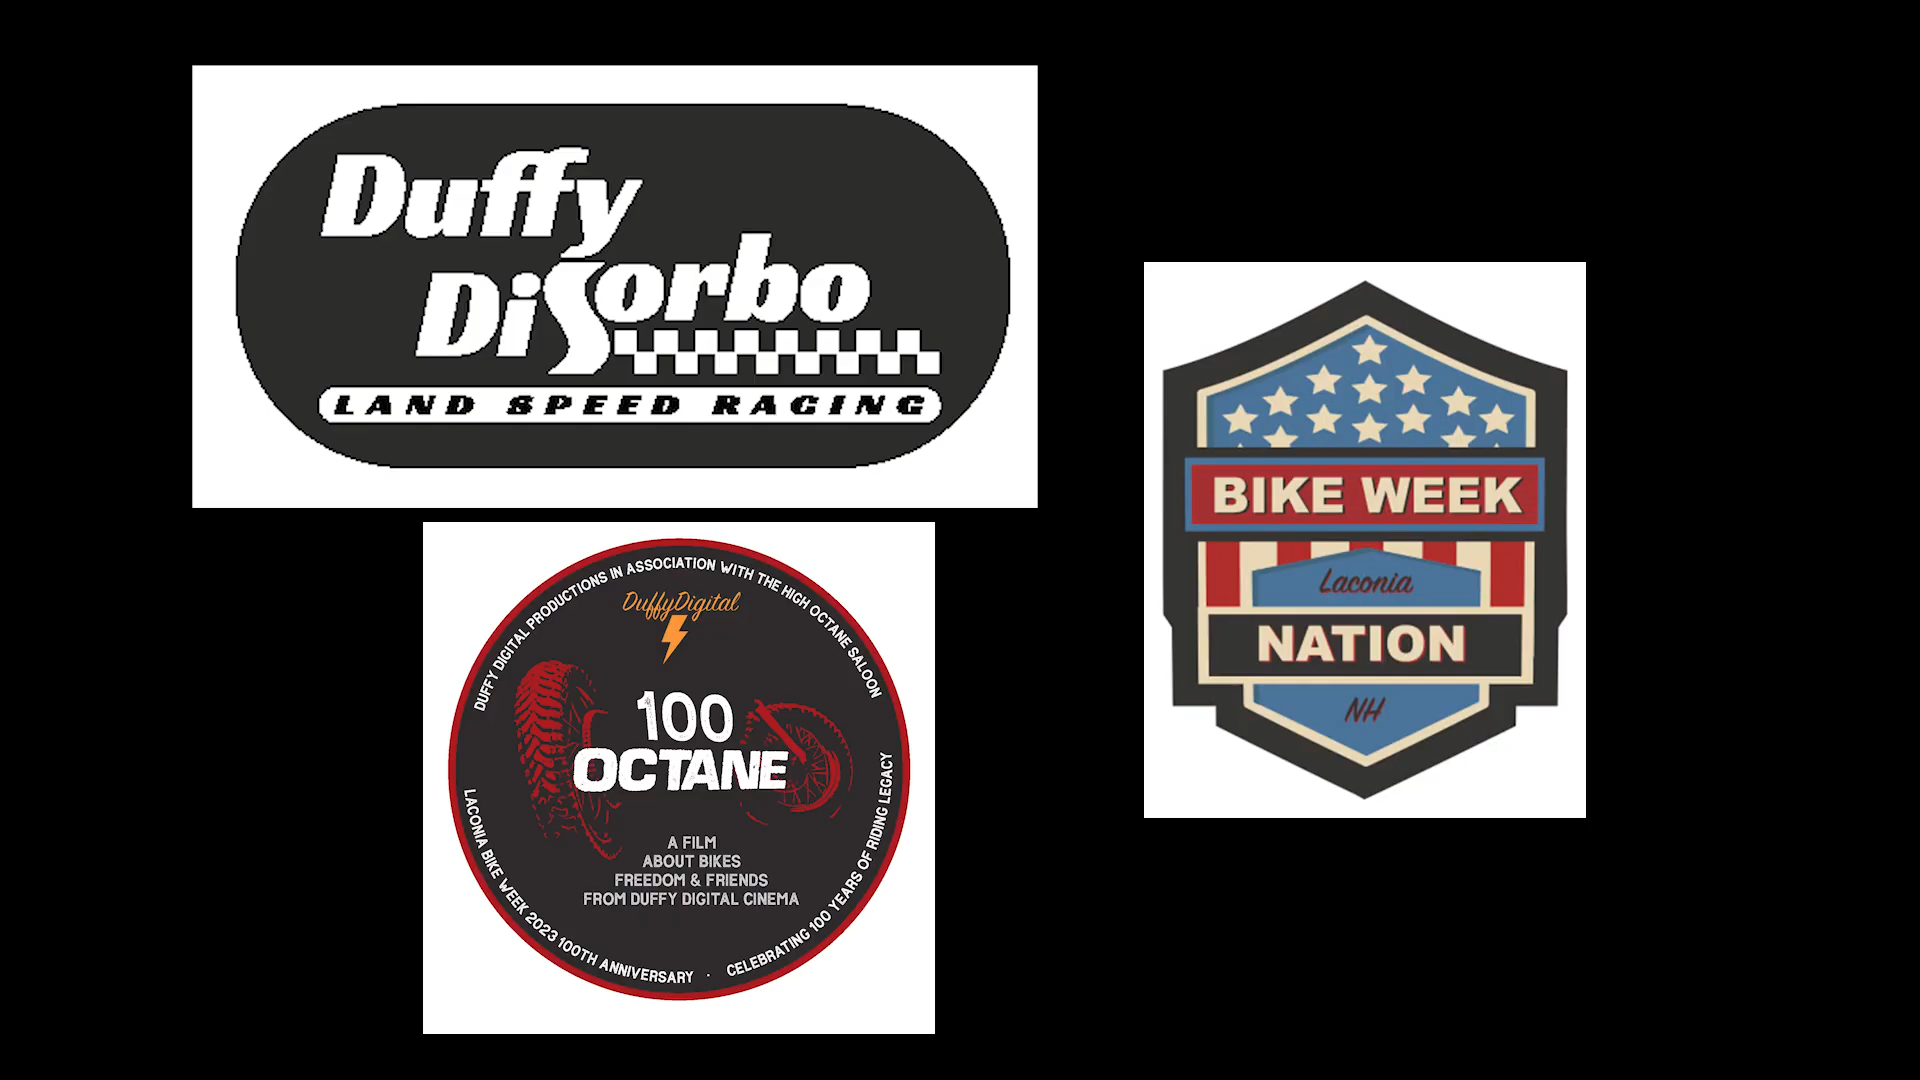 Duffy
DiSorbo
LAND SPEED RACING
DUFFY DIGITAL PRODUCTIONS IN ASSOCIATION WITH THE HIGH OCTANE SALOON
DuffyDigital
100
OCTANE
A FILM
ABOUT BIKES
FREEDOM & FRIENDS
FROM DUFFY DIGITAL CINEMA
LACONIA BIKE WEEK 2023 100TH ANNIVERSARY · CELEBRATING 100 YEARS OF RIDING LEGACY
BIKE WEEK
Laconia
NATION
NH